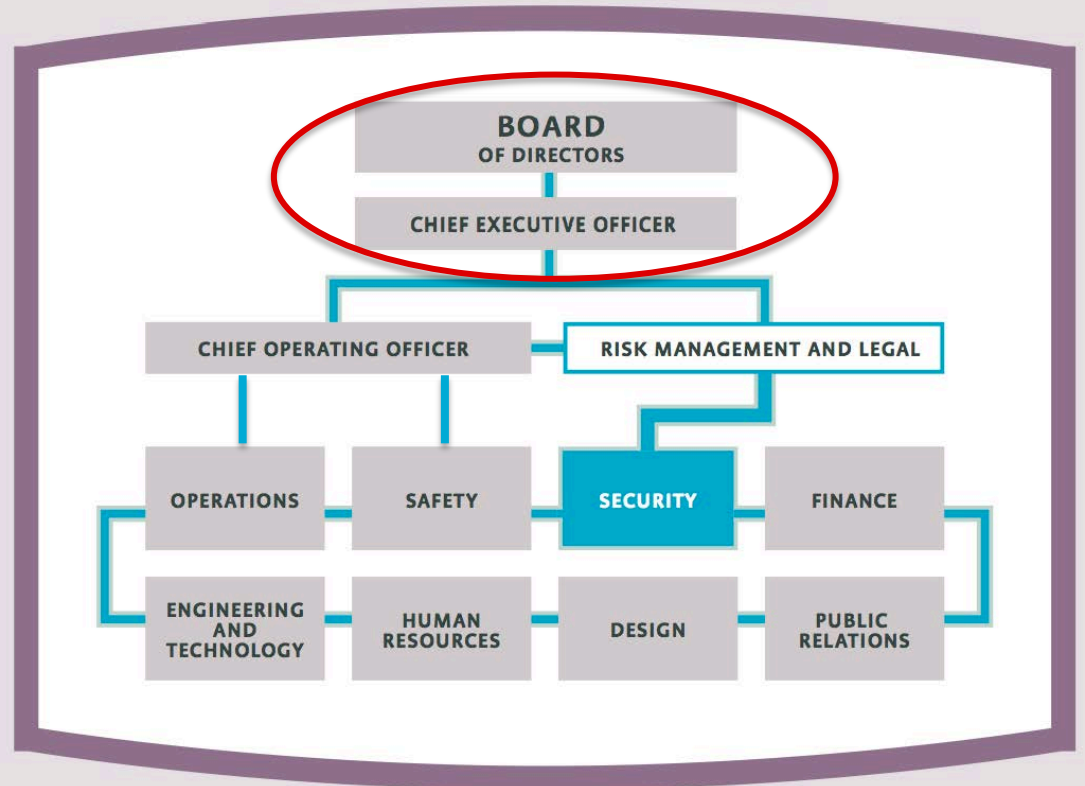 BOARD
OF DIRECTORS
CHIEF EXECUTIVE OFFICER
CHIEF OPERATING OFFICER
RISK MANAGEMENT AND LEGAL
OPERATIONS
SAFETY
SECURITY
FINANCE
ENGINEERING
AND
TECHNOLOGY
HUMAN
RESOURCES
DESIGN
PUBLIC
RELATIONS